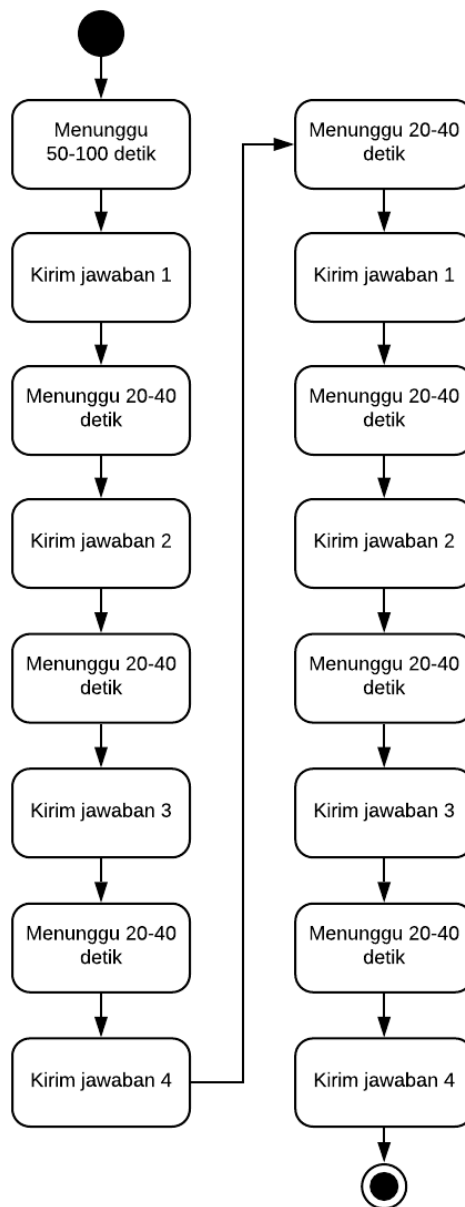 Menunggu
50-100 detik
Kirim jawaban 1
Menunggu 20-40
detik
Kirim jawaban 2
Menunggu 20-40
detik
Kirim jawaban 3
Menunggu 20-40
detik
Kirim jawaban 4
Menunggu 20-40
detik
Kirim jawaban 1
Menunggu 20-40
detik
Kirim jawaban 2
Menunggu 20-40
detik
Kirim jawaban 3
Menunggu 20-40
detik
Kirim jawaban 4